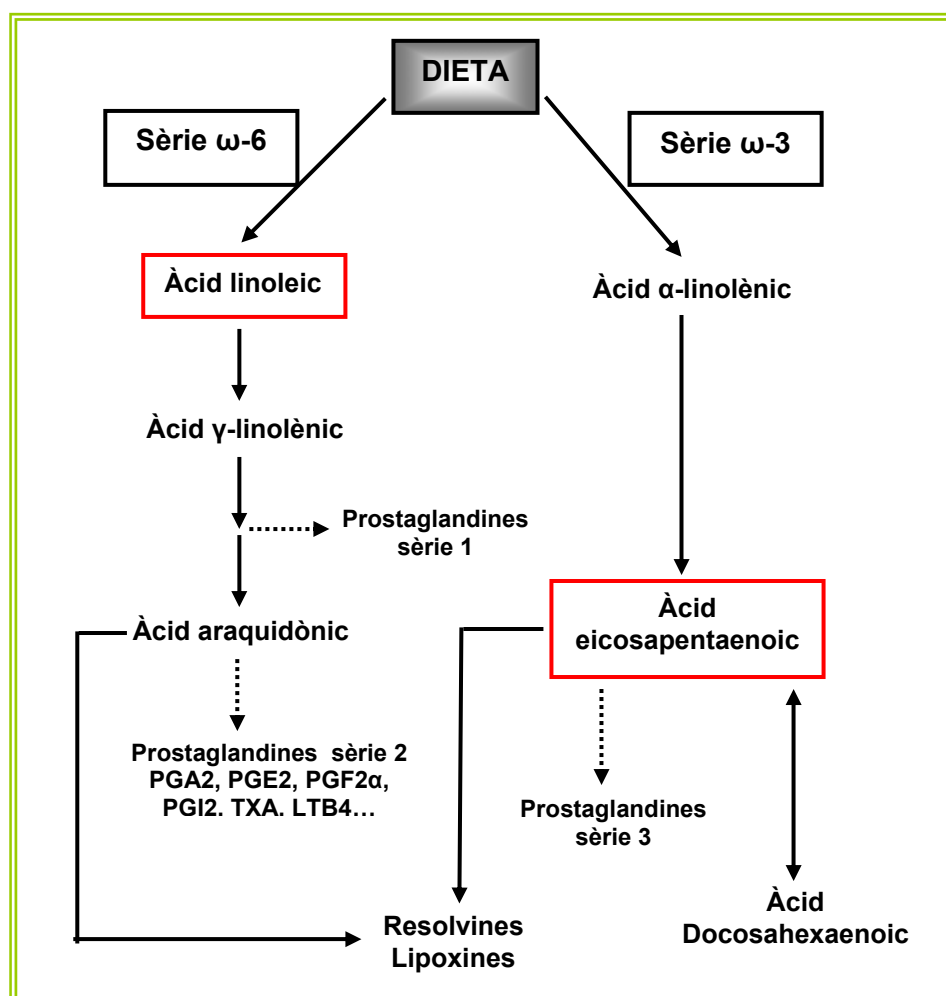 DIETA
Sèrie ω-6
Sèrie ω-3
Àcid linoleic
Àcid α-linolènic
Àcid γ-linolènic
Prostaglandines
sèrie 1
Àcid araquidònic
Àcid
eicosapentaenoic
Prostaglandines sèrie 2
PGA2, PGE2, PGF2α,
PGI2. TXA. LTB4…
Prostaglandines
sèrie 3
Resolvines
Lipoxines
Àcid
Docosahexaenoic